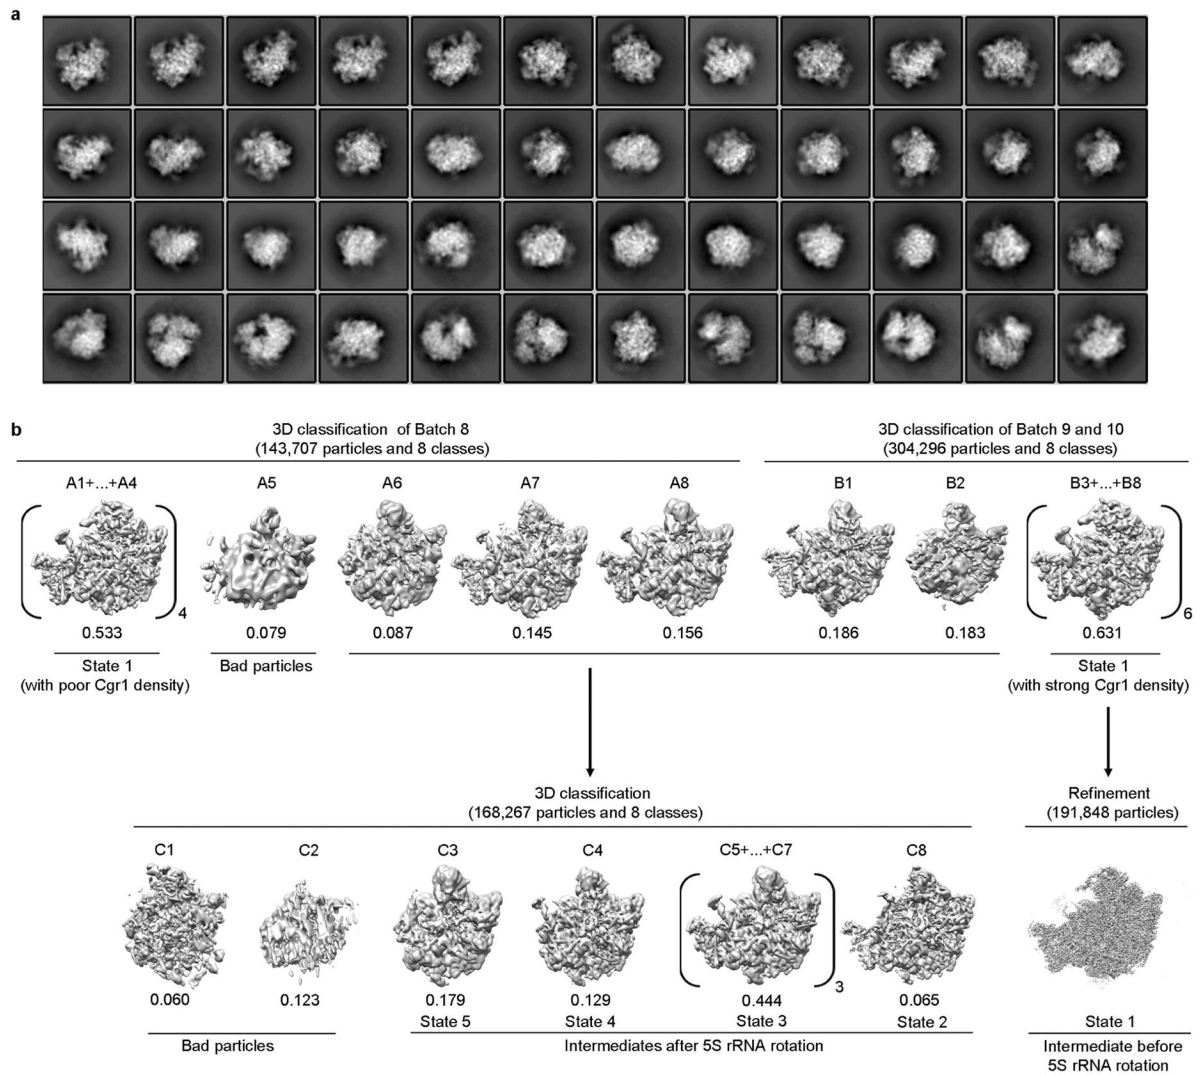 a
b
3D classification of Batch 8
(143,707 particles and 8 classes)
3D classification of Batch 9 and 10
(304,296 particles and 8 classes)
A1+...+A4 A5 A6 A7 A8 B1 B2 B3+...+B8
4 6
0.533 0.079 0.087 0.145 0.156 0.186 0.183 0.631
State 1
(with poor Cgr1 density)
Bad particles
State 1
(with strong Cgr1 density)
3D classification
(168,267 particles and 8 classes)
Refinement
(191,848 particles)
C1 C2 C3 C4 C5+...+C7 C8
3
0.060 0.123 0.179 0.129 0.444 0.065
State 5 State 4 State 3 State 2 State 1
Bad particles
Intermediates after 5S rRNA rotation
Intermediate before
5S rRNA rotation